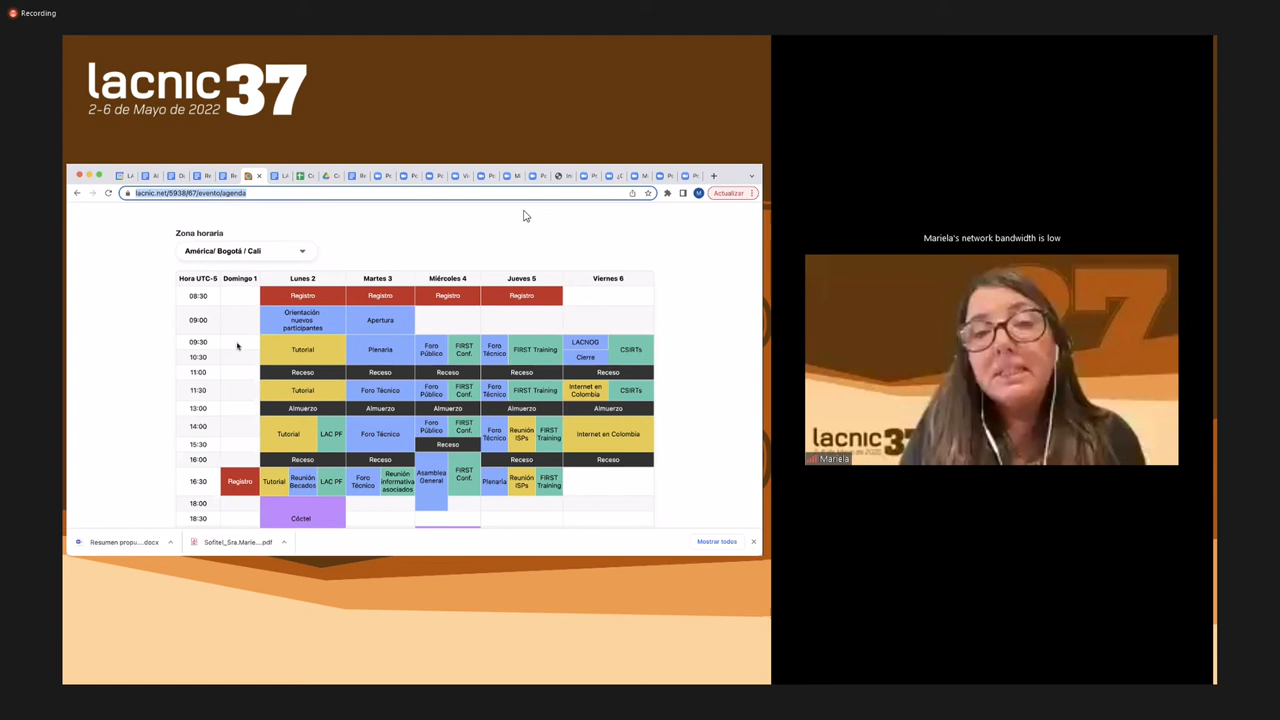 Recording
lacnic 37
2-6 de Mayo de 2022
lacnic.net/5938/67/evento/agenda
Actualizar
Zona horaria
América/ Bogotá / Cali
Hora UTC-5 Domingo 1 Lunes 2 Martes 3 Miércoles 4 Jueves 5 Viernes 6
08:30 Registro Registro Registro Registro
09:00 Orientación nuevos participantes Apertura
09:30 Tutorial Plenaria Foro Público FIRST Conf. Foro Técnico FIRST Training LACNOG CSIRTs
10:30 Cierre
11:00 Receso Receso Receso Receso Receso
11:30 Tutorial Foro Técnico Foro Público FIRST Conf. Foro Técnico FIRST Training Internet en Colombia CSIRTs
13:00 Almuerzo Almuerzo Almuerzo Almuerzo Almuerzo
14:00 Tutorial LAC PF Foro Técnico Foro Público FIRST Conf. Foro Técnico Reunión ISPs FIRST Training Internet en Colombia
15:30 Receso
16:00 Receso Receso Receso Receso
16:30 Registro Tutorial Reunión Becados LAC PF Foro Técnico Reunión informativa asociados Asamblea General FIRST Conf. Plenaria Reunión ISPs FIRST Training
18:00
18:30 Cóctel
Resumen propu....docx
Sofitel_Sra.Marie....pdf
Mostrar todos
Mariela's network bandwidth is low
lacnic 37
Mariela